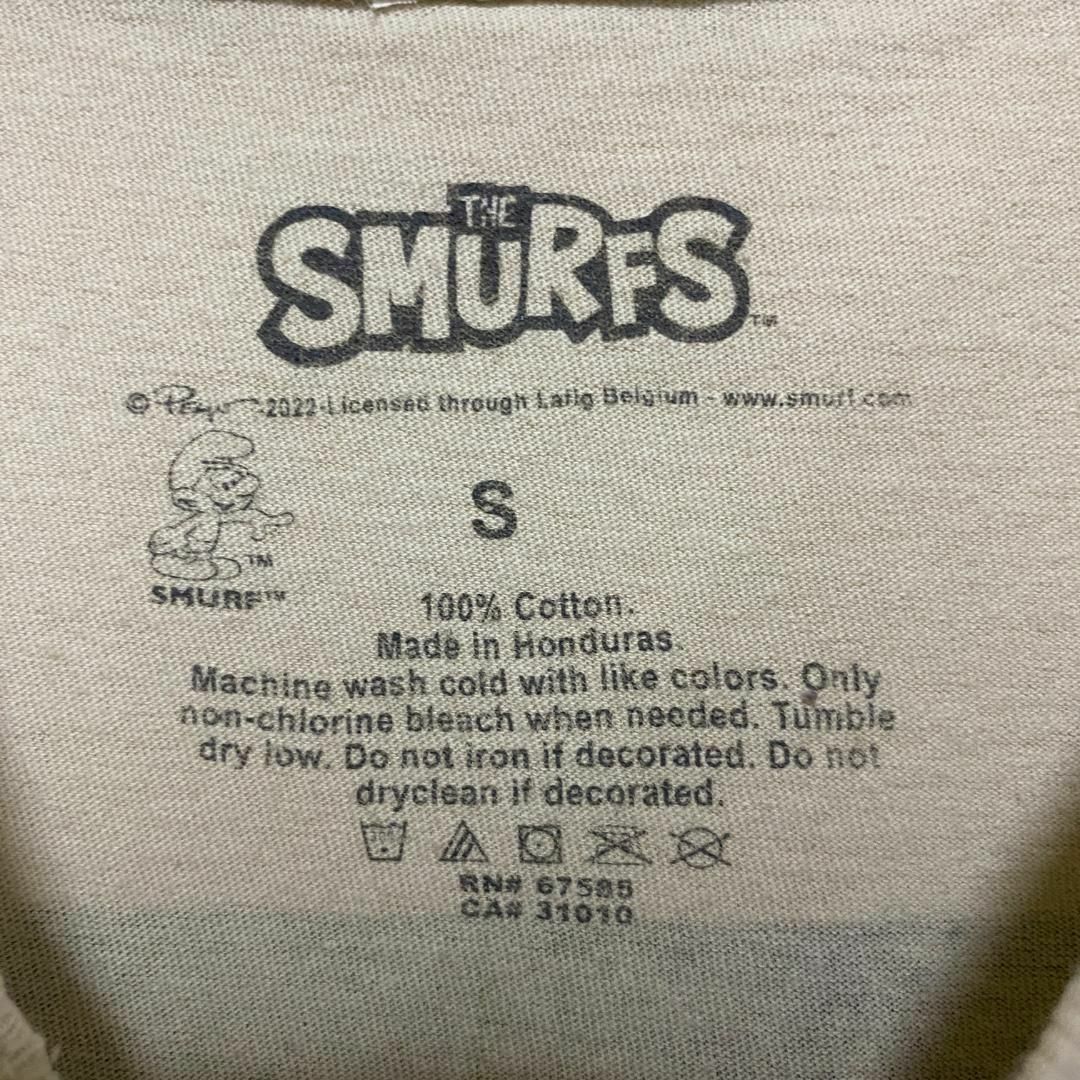 THE
SMURFS™
© Peyo - 2022 - Licensed through Lafig Belgium - www.smurf.com
S
™
SMURF™
100% Cotton.
Made in Honduras.
Machine wash cold with like colors. Only
non-chlorine bleach when needed. Tumble
dry low. Do not iron if decorated. Do not
dryclean if decorated.
RN# 67585
CA# 31010